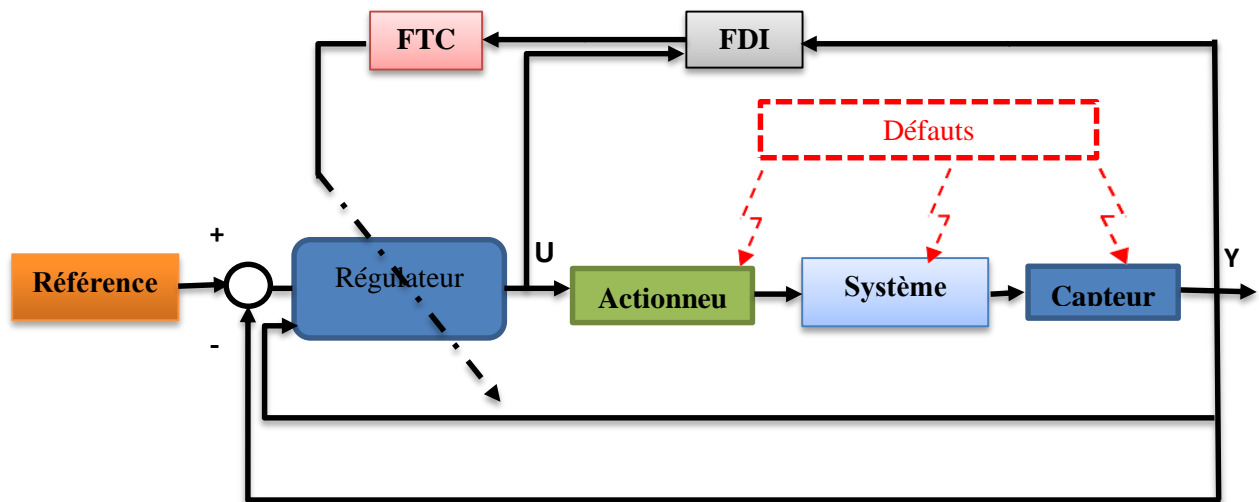 FTC
FDI
Défauts
+
U
Y
Référence
Régulateur
Actionneu
Système
Capteur
-